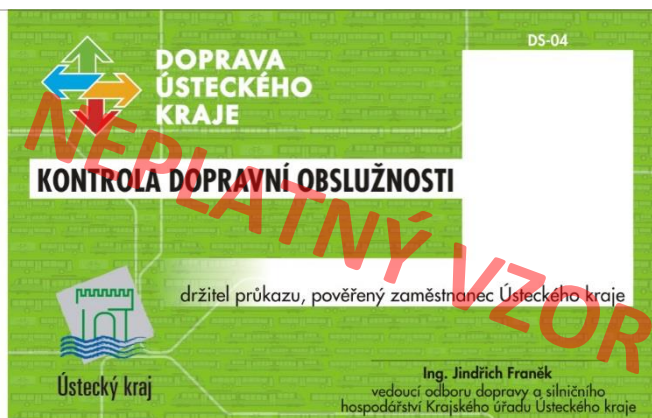 DS-04
DOPRAVA
ÚSTECKÉHO
KRAJE
KONTROLA DOPRAVNÍ OBSLUŽNOSTI
NEPLATNÝ VZOR
držitel průkazu, pověřený zaměstnanec Ústeckého kraje
Ústecký kraj
Ing. Jindřich Franěk
vedoucí odboru dopravy a silničního
hospodářství Krajského úřadu Ústeckého kraje